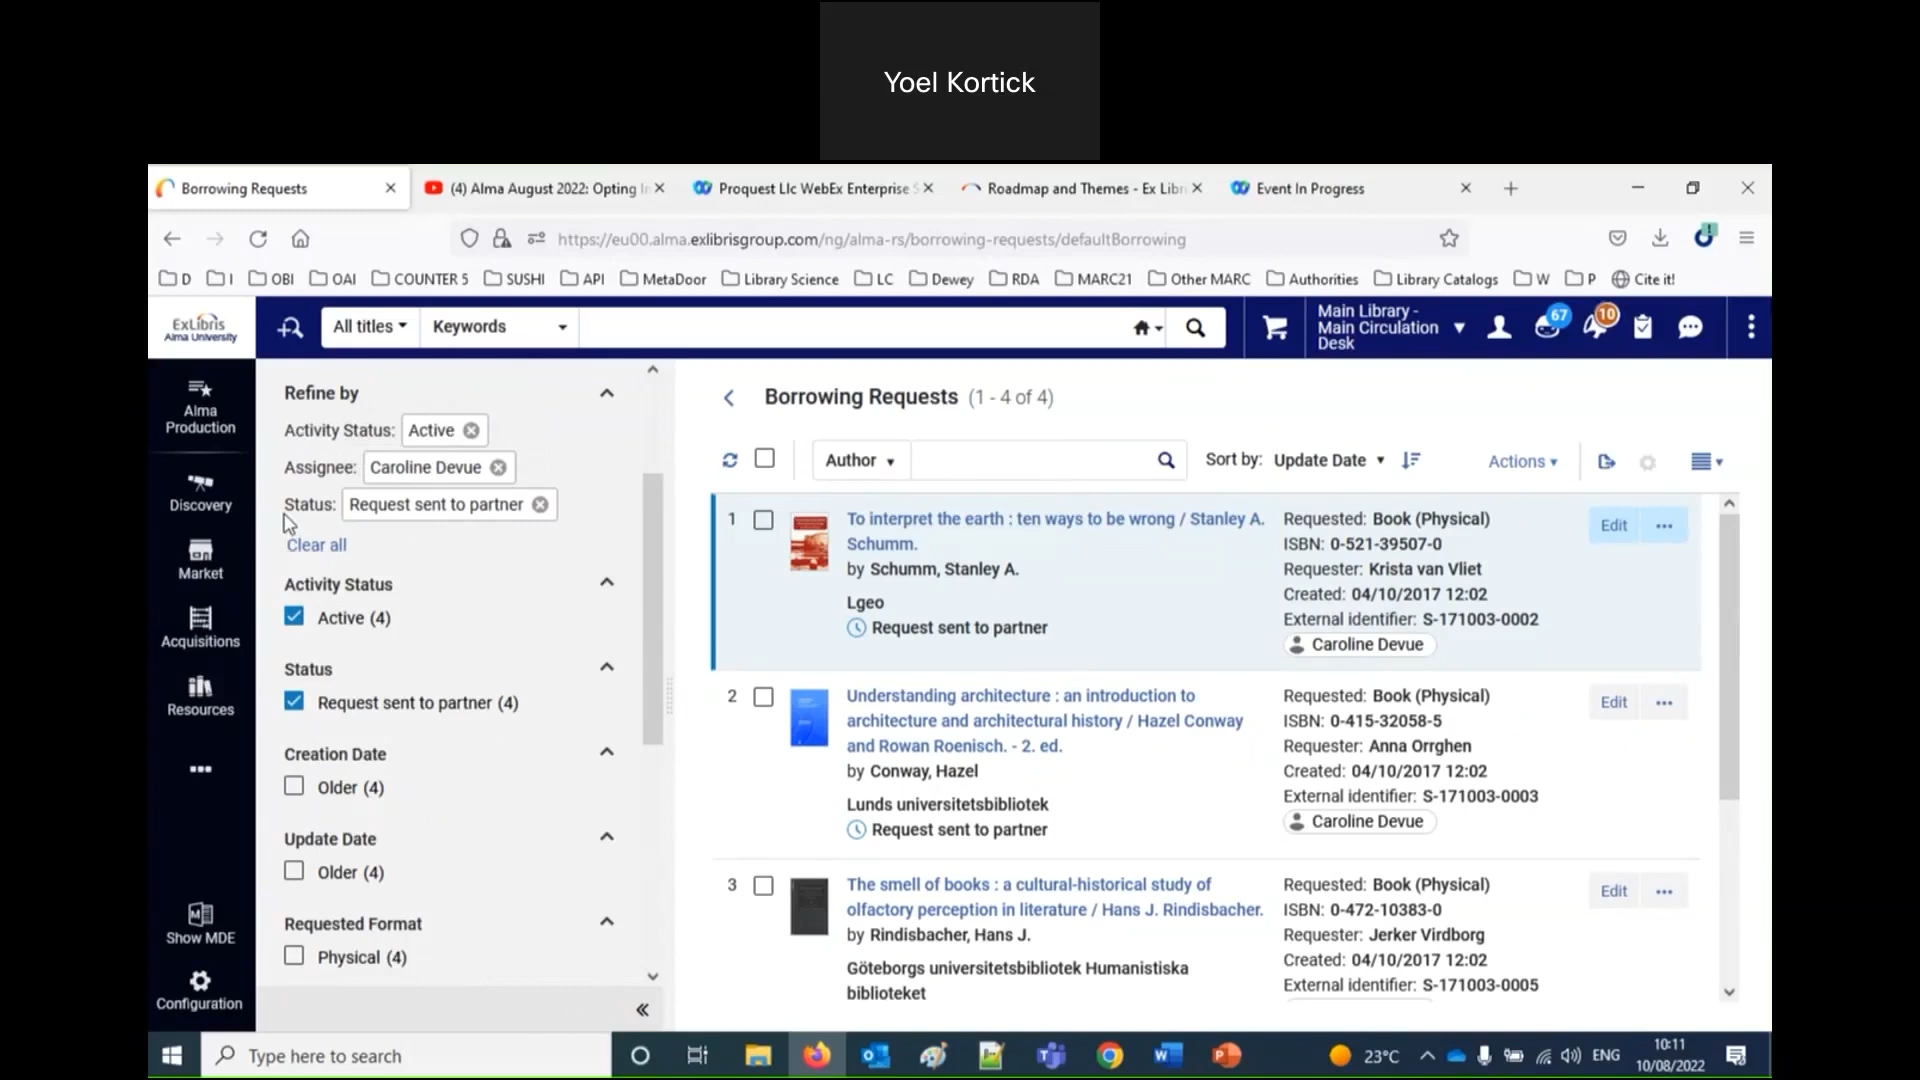 Yoel Kortick
Borrowing Requests
(4) Alma August 2022: Opting In
Proquest Llc WebEx Enterprise S
Roadmap and Themes - Ex Libri
Event In Progress
https://eu00.alma.exlibrisgroup.com/ng/alma-rs/borrowing-requests/defaultBorrowing
D I OBI OAI COUNTER 5 SUSHI API MetaDoor Library Science LC Dewey RDA MARC21 Other MARC Authorities Library Catalogs W P Cite it!
ExLibris
Alma University
All titles
Keywords
Main Library -
Main Circulation
Desk
67
10
Alma
Production
Discovery
Market
Acquisitions
Resources
Show MDE
Configuration
Refine by
Activity Status: Active
Assignee: Caroline Devue
Status: Request sent to partner
Clear all
Activity Status
Active (4)
Status
Request sent to partner (4)
Creation Date
Older (4)
Update Date
Older (4)
Requested Format
Physical (4)
Borrowing Requests (1 - 4 of 4)
Author
Sort by: Update Date
Actions
1
To interpret the earth : ten ways to be wrong / Stanley A.
Schumm.
by Schumm, Stanley A.
Lgeo
Request sent to partner
Requested: Book (Physical)
ISBN: 0-521-39507-0
Requester: Krista van Vliet
Created: 04/10/2017 12:02
External identifier: S-171003-0002
Caroline Devue
Edit
2
Understanding architecture : an introduction to
architecture and architectural history / Hazel Conway
and Rowan Roenisch. - 2. ed.
by Conway, Hazel
Lunds universitetsbibliotek
Request sent to partner
Requested: Book (Physical)
ISBN: 0-415-32058-5
Requester: Anna Orrghen
Created: 04/10/2017 12:02
External identifier: S-171003-0003
Caroline Devue
Edit
3
The smell of books : a cultural-historical study of
olfactory perception in literature / Hans J. Rindisbacher.
by Rindisbacher, Hans J.
Göteborgs universitetsbibliotek Humanistiska
biblioteket
Requested: Book (Physical)
ISBN: 0-472-10383-0
Requester: Jerker Virdborg
Created: 04/10/2017 12:02
External identifier: S-171003-0005
Edit
Type here to search
23°C
ENG
10:11
10/08/2022